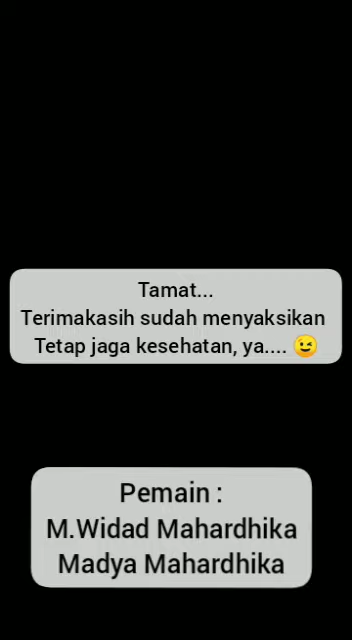 Tamat...
Terimakasih sudah menyaksikan
Tetap jaga kesehatan, ya.... 😉
Pemain :
M.Widad Mahardhika
Madya Mahardhika